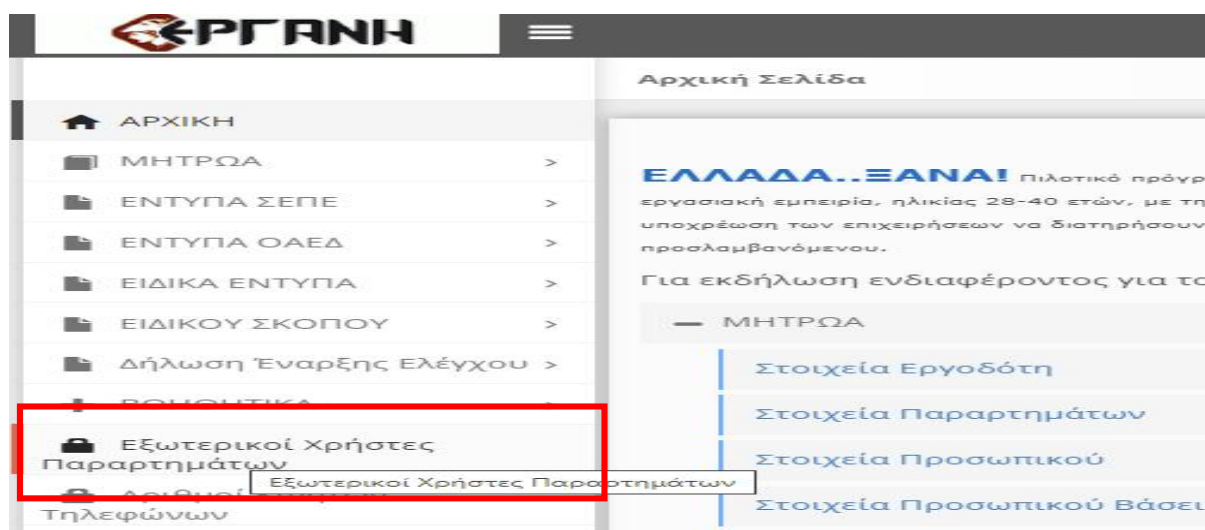 ΕΡΓΑΝΗ
Αρχική Σελίδα
ΑΡΧΙΚΗ
ΜΗΤΡΩΑ
ΕΝΤΥΠΑ ΣΕΠΕ
ΕΝΤΥΠΑ ΟΑΕΔ
ΕΙΔΙΚΑ ΕΝΤΥΠΑ
ΕΙΔΙΚΟΥ ΣΚΟΠΟΥ
Δήλωση Έναρξης Ελέγχου
ΒΟΗΘΗΤΙΚΑ
Εξωτερικοί Χρήστες
Παραρτημάτων
Εξωτερικοί Χρήστες Παραρτημάτων
Τηλεφώνων
ΕΛΛΑΔΑ..ΞΑΝΑ! Πιλοτικό πρόγρ
εργασιακή εμπειρία, ηλικίας 28-40 ετών, με τη
υποχρέωση των επιχειρήσεων να διατηρήσουν
προσλαμβανόμενου.
Για εκδήλωση ενδιαφέροντος για το
ΜΗΤΡΩΑ
Στοιχεία Εργοδότη
Στοιχεία Παραρτημάτων
Στοιχεία Προσωπικού
Στοιχεία Προσωπικού Βάσει